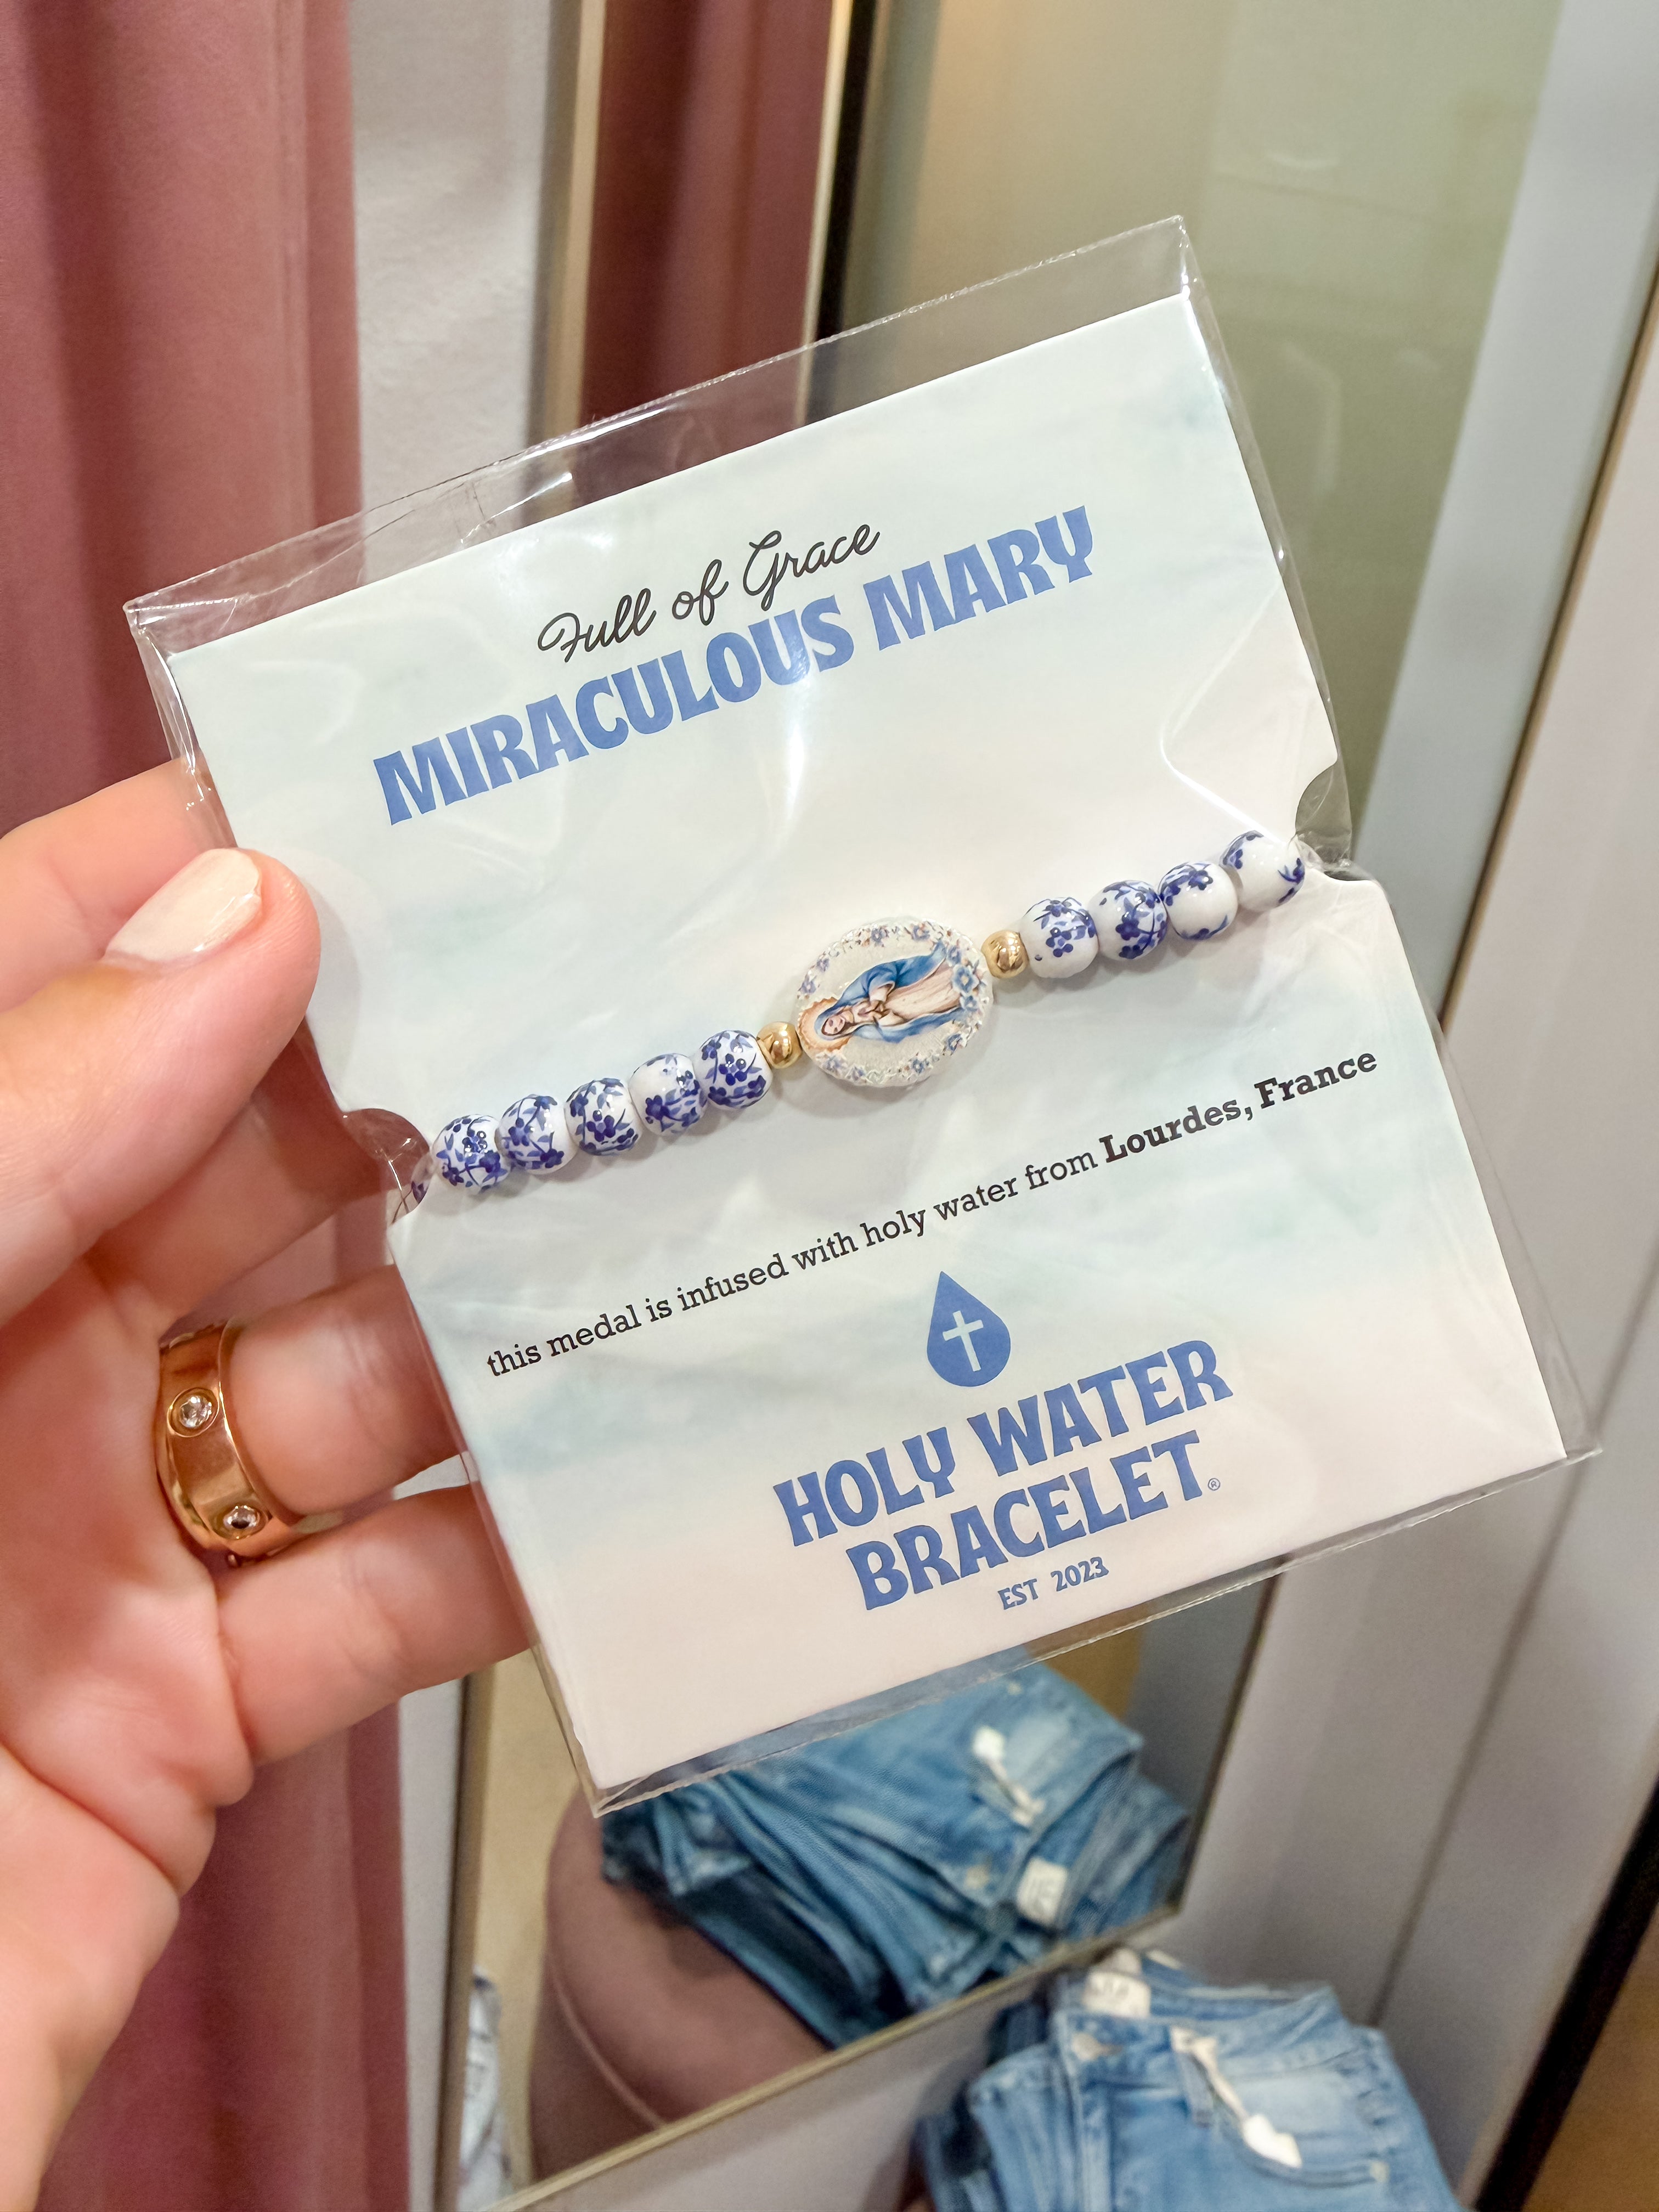 Full of Grace
MIRACULOUS MARY
this medal is infused with holy water from Lourdes, France
HOLY WATER
BRACELET®
EST 2023